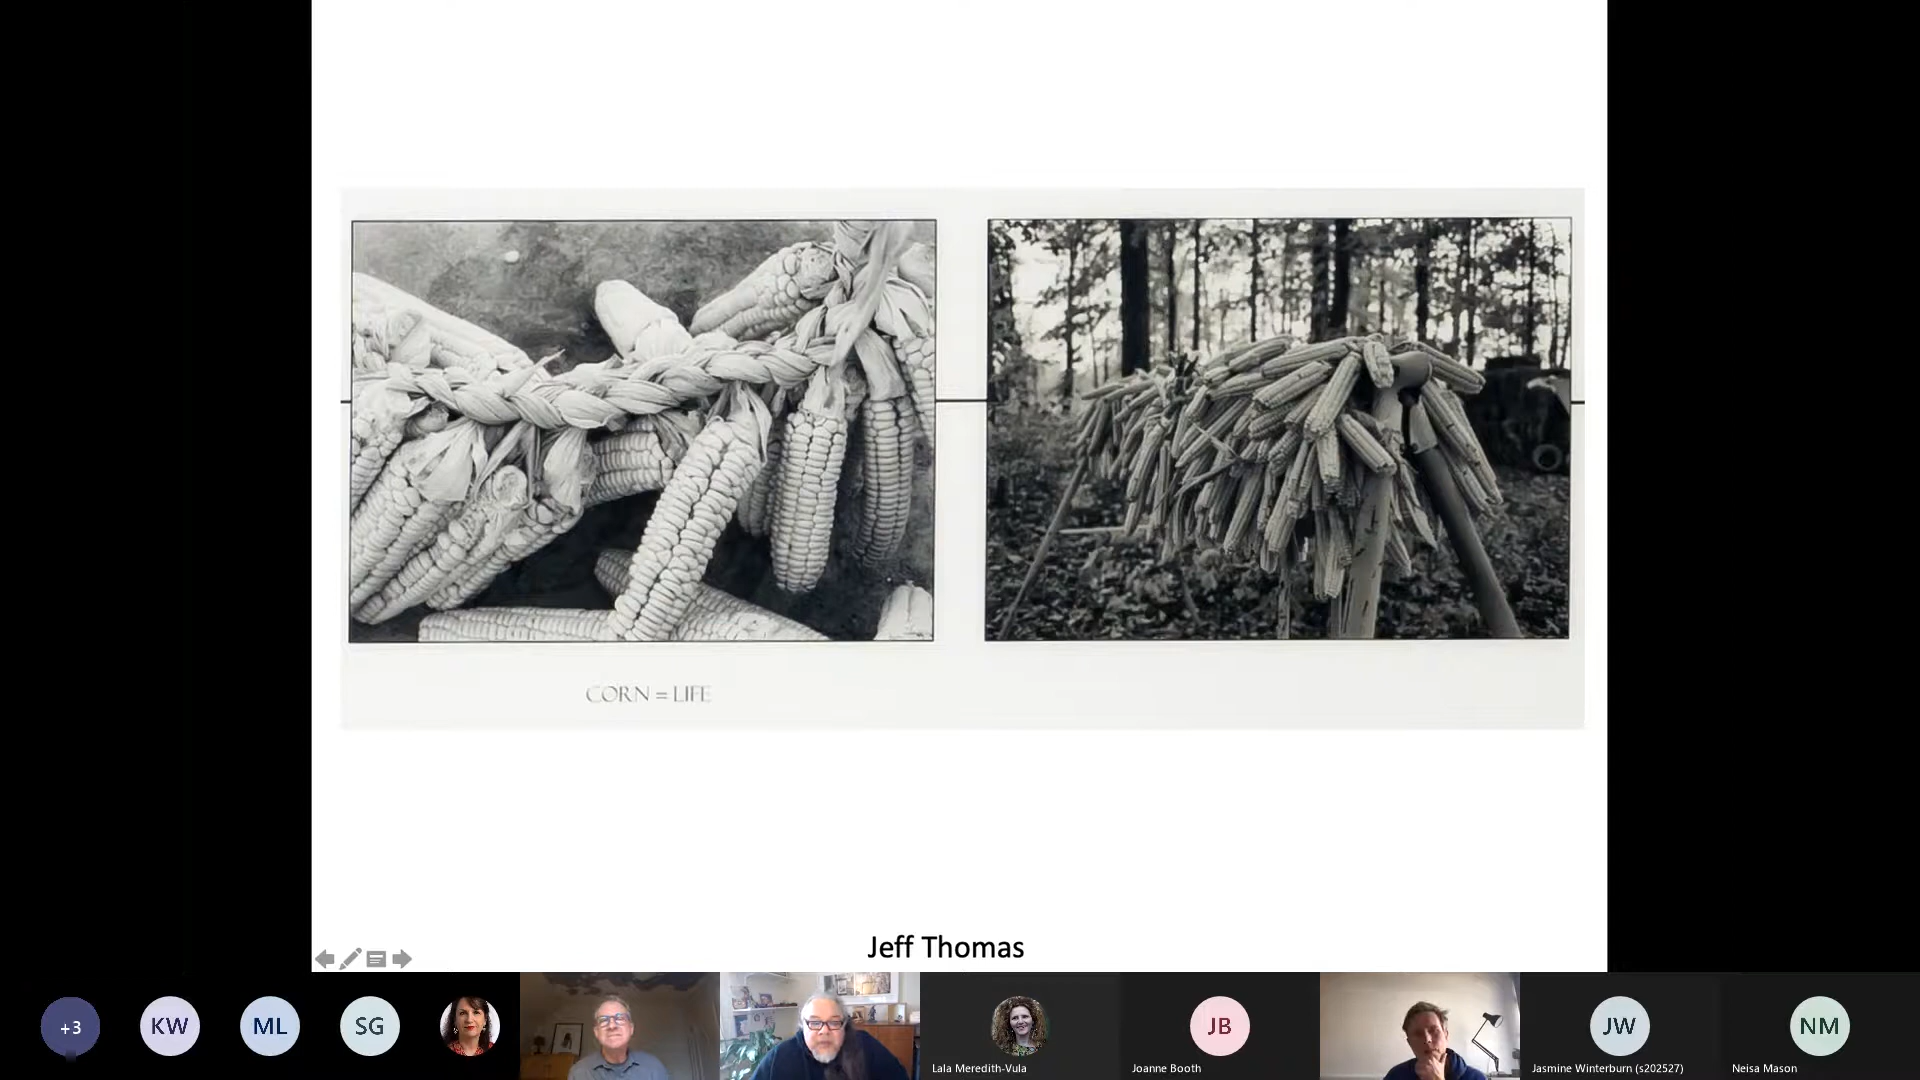 CORN = LIFE
Jeff Thomas
+3
KW
ML
SG
Lala Meredith-Vula
JB
Joanne Booth
JW
Jasmine Winterburn (s202527)
NM
Neisa Mason